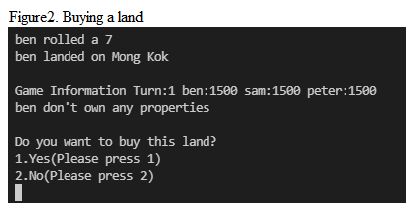 Figure2. Buying a land
ben rolled a 7
ben landed on Mong Kok
Game Information Turn:1 ben:1500 sam:1500 peter:1500
ben don't own any properties
Do you want to buy this land?
1.Yes(Please press 1)
2.No(Please press 2)